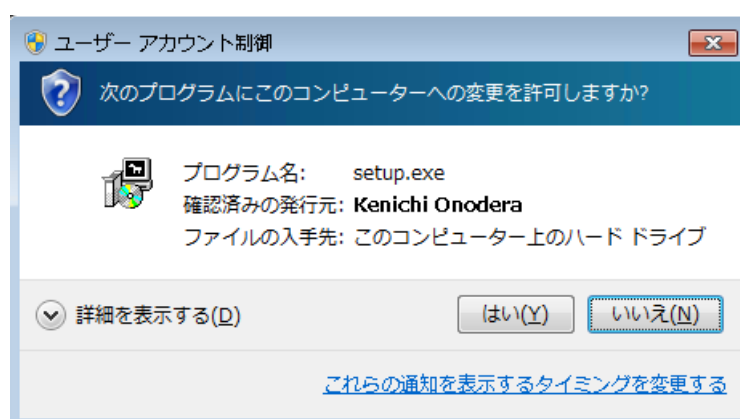 ユーザー アカウント制御
次のプログラムにこのコンピューターへの変更を許可しますか?
プログラム名: setup.exe
確認済みの発行元: Kenichi Onodera
ファイルの入手先: このコンピューター上のハード ドライブ
詳細を表示する(D) はい(Y) いいえ(N)
これらの通知を表示するタイミングを変更する